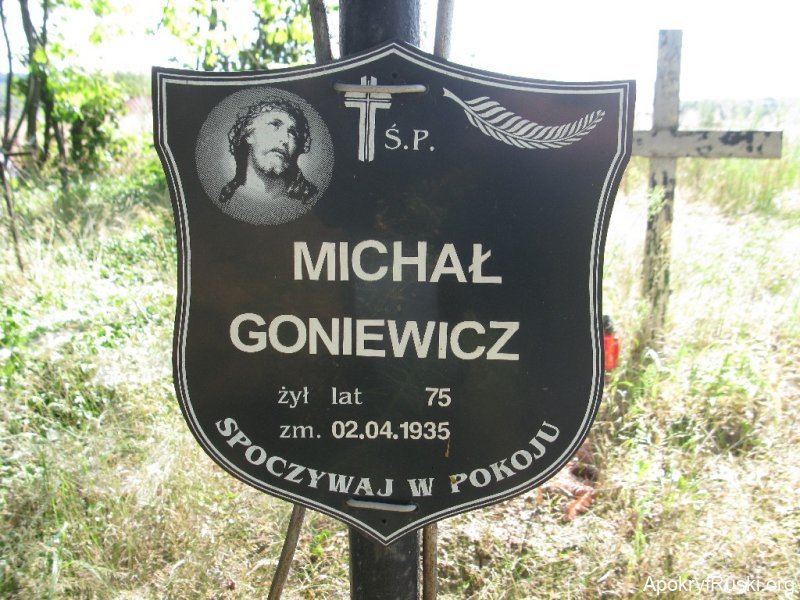 Ś.P.
MICHAŁ
GONIEWICZ
żył lat 75
zm. 02.04.1935
SPOCZYWAJ W POKOJU
ApokryfRuski.org